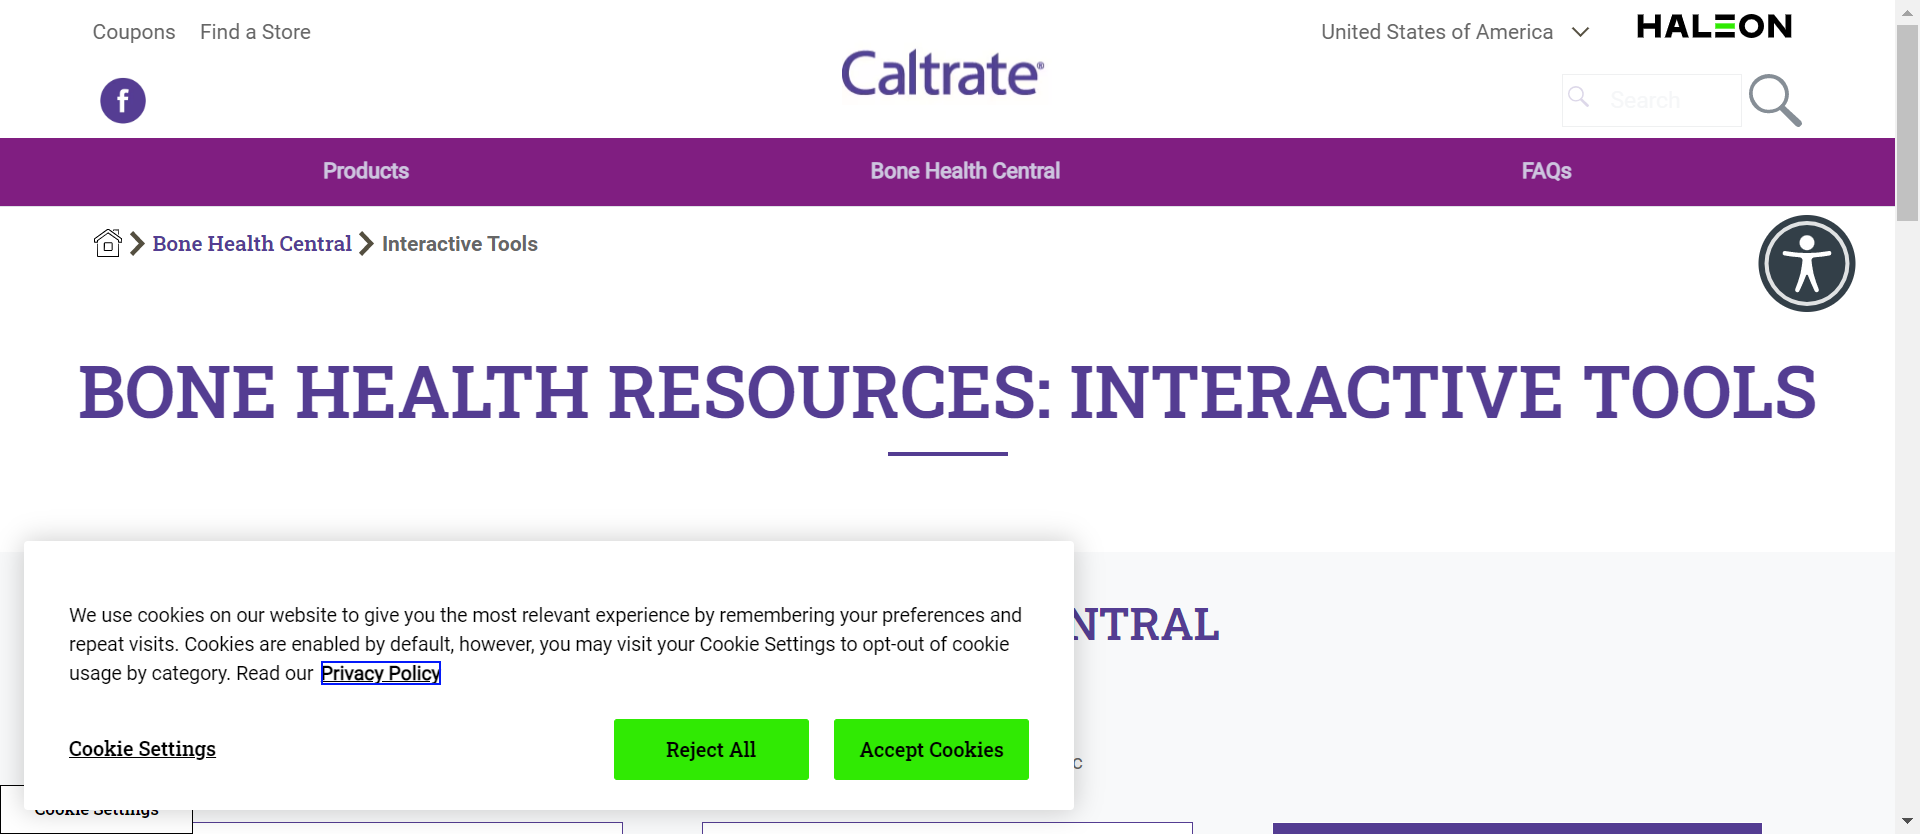 Coupons Find a Store
United States of America
HALEON
Caltrate®
f
Search
Products Bone Health Central FAQs
Bone Health Central Interactive Tools
BONE HEALTH RESOURCES: INTERACTIVE TOOLS
NTRAL
We use cookies on our website to give you the most relevant experience by remembering your preferences and
repeat visits. Cookies are enabled by default, however, you may visit your Cookie Settings to opt-out of cookie
usage by category. Read our Privacy Policy
Cookie Settings Reject All Accept Cookies
c
Cookie Settings